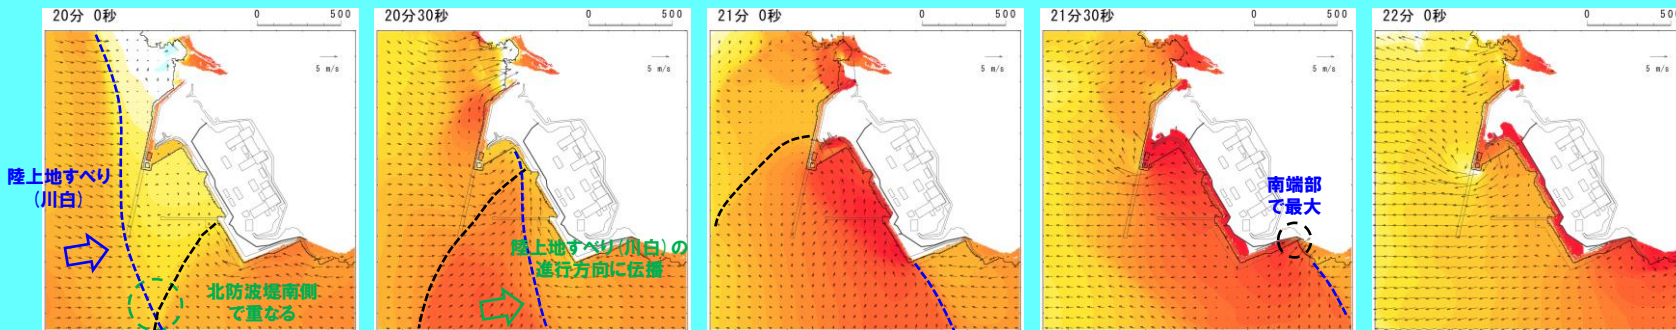 20分 0秒
0 500
5 m/s
陸上地すべり
(川白)
北防波堤南側
で重なる
20分30秒
0 500
5 m/s
陸上地すべり(川白)の
進行方向に伝播
21分 0秒
0 500
5 m/s
21分30秒
0 500
5 m/s
南端部
で最大
22分 0秒
0 500
5 m/s